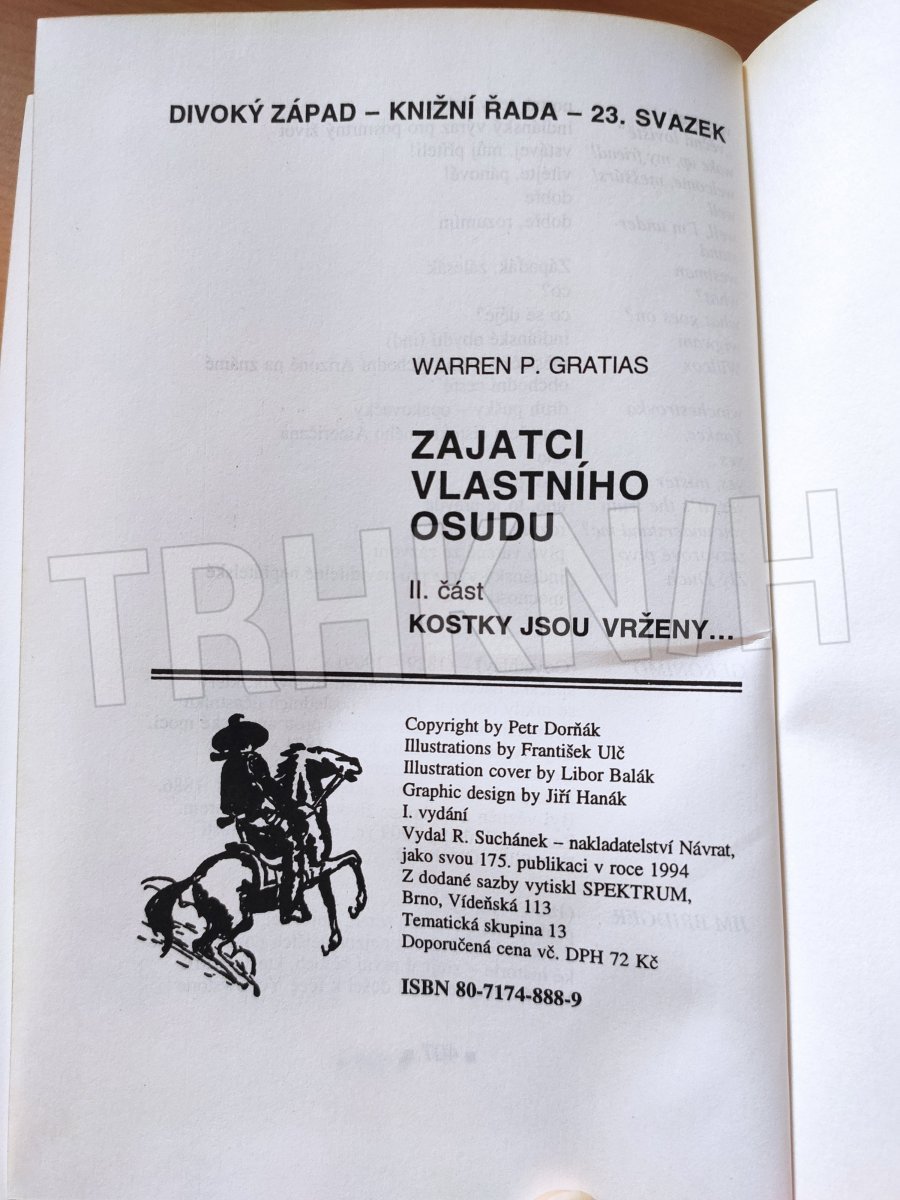 DIVOKÝ ZÁPAD – KNIŽNÍ ŘADA – 23. SVAZEK
WARREN P. GRATIAS
ZAJATCI
VLASTNÍHO
OSUDU
II. část
KOSTKY JSOU VRŽENY...
TRHKNIH
Copyright by Petr Dorňák
Illustrations by František Ulč
Illustration cover by Libor Balák
Graphic design by Jiří Hanák
I. vydání
Vydal R. Suchánek – nakladatelství Návrat,
jako svou 175. publikaci v roce 1994
Z dodané sazby vytiskl SPEKTRUM,
Brno, Vídeňská 113
Tematická skupina 13
Doporučená cena vč. DPH 72 Kč
ISBN 80-7174-888-9